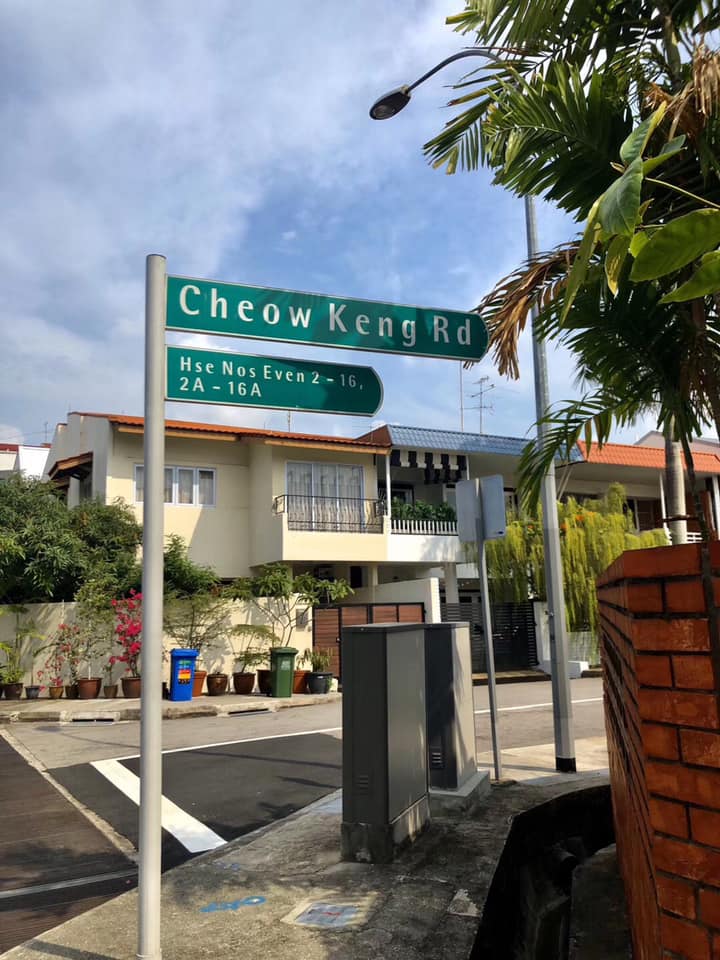 Cheow Keng Rd
Hse Nos Even 2 - 16,
2A - 16A